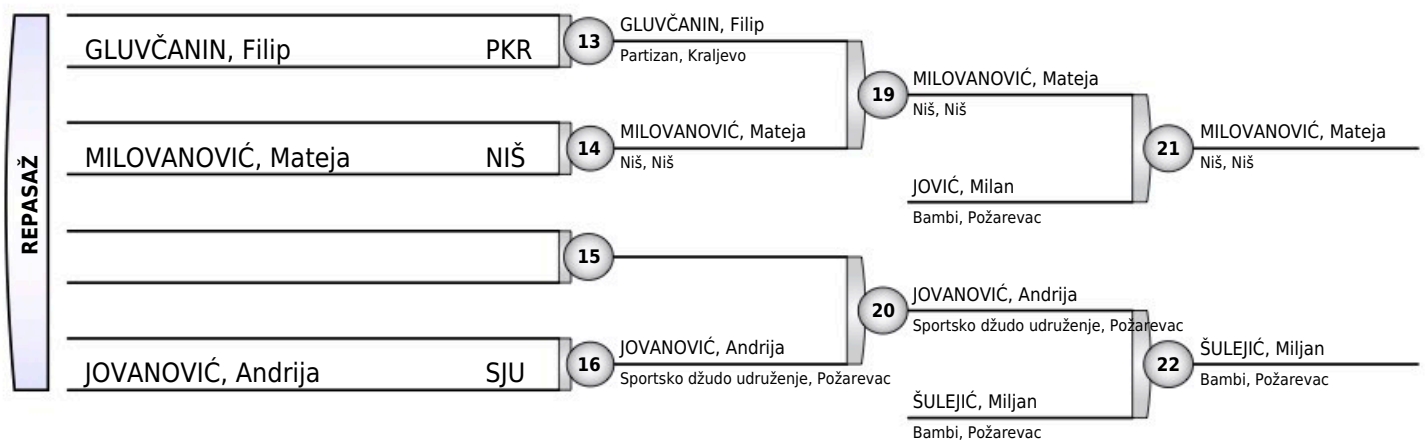 REPASAŽ
GLUVČANIN, Filip PKR
13
GLUVČANIN, Filip
Partizan, Kraljevo
MILOVANOVIĆ, Mateja NIŠ
14
MILOVANOVIĆ, Mateja
Niš, Niš
19
MILOVANOVIĆ, Mateja
Niš, Niš
JOVIĆ, Milan
Bambi, Požarevac
21
MILOVANOVIĆ, Mateja
Niš, Niš
15
JOVANOVIĆ, Andrija SJU
16
JOVANOVIĆ, Andrija
Sportsko džudo udruženje, Požarevac
20
JOVANOVIĆ, Andrija
Sportsko džudo udruženje, Požarevac
ŠULEJIĆ, Miljan
Bambi, Požarevac
22
ŠULEJIĆ, Miljan
Bambi, Požarevac